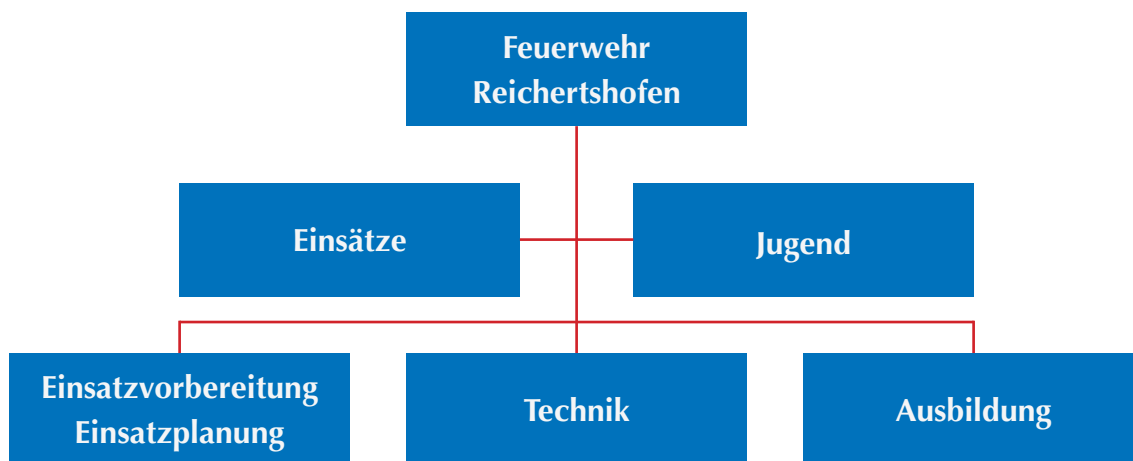 Feuerwehr
Reichertshofen
Einsätze
Jugend
Einsatzvorbereitung
Einsatzplanung
Technik
Ausbildung